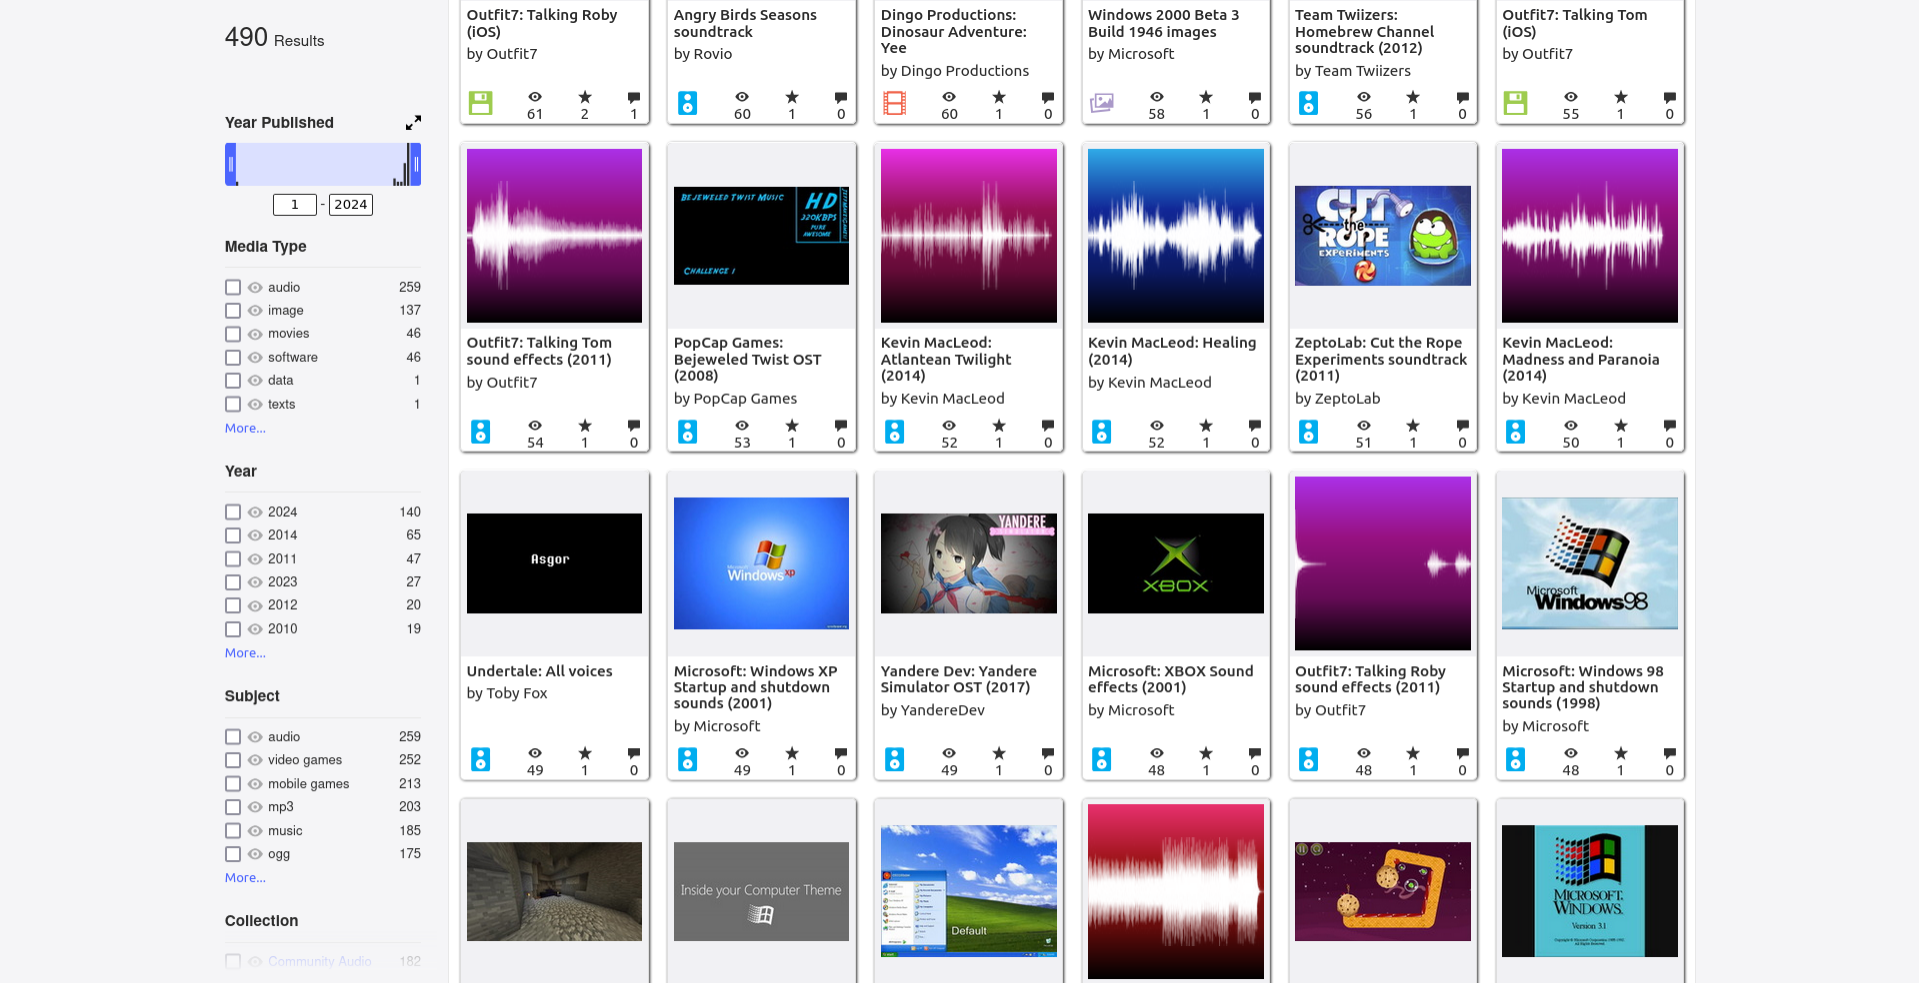 490 Results
Year Published
1 - 2024
Media Type
audio 259
image 137
movies 46
software 46
data 1
texts 1
More...
Year
2024 140
2014 65
2011 47
2023 27
2012 20
2010 19
More...
Subject
audio 259
video games 252
mobile games 213
mp3 203
music 185
ogg 175
More...
Collection
Community Audio 182
Outfit7: Talking Roby
(iOS)
by Outfit7
61 2 1
Angry Birds Seasons
soundtrack
by Rovio
60 1 0
Dingo Productions:
Dinosaur Adventure:
Yee
by Dingo Productions
60 1 0
Windows 2000 Beta 3
Build 1946 images
by Microsoft
58 1 0
Team Twiizers:
Homebrew Channel
soundtrack (2012)
by Team Twiizers
56 1 0
Outfit7: Talking Tom
(iOS)
by Outfit7
55 1 0
Outfit7: Talking Tom
sound effects (2011)
by Outfit7
54 1 0
Bejeweled Twist Music
HD
320KBPS
PURE
AWESOME
Challenge 1
PopCap Games:
Bejeweled Twist OST
(2008)
by PopCap Games
53 1 0
Kevin MacLeod:
Atlantean Twilight
(2014)
by Kevin MacLeod
52 1 0
Kevin MacLeod: Healing
(2014)
by Kevin MacLeod
52 1 0
CUT
the
ROPE
EXPERIMENTS
ZeptoLab: Cut the Rope
Experiments soundtrack
(2011)
by ZeptoLab
51 1 0
Kevin MacLeod:
Madness and Paranoia
(2014)
by Kevin MacLeod
50 1 0
Asgor
Undertale: All voices
by Toby Fox
49 1 0
Microsoft
Windows xp
Microsoft: Windows XP
Startup and shutdown
sounds (2001)
by Microsoft
49 1 0
YANDERE
Yandere Dev: Yandere
Simulator OST (2017)
by YandereDev
49 1 0
XBOX
Microsoft: XBOX Sound
effects (2001)
by Microsoft
48 1 0
Outfit7: Talking Roby
sound effects (2011)
by Outfit7
48 1 0
Microsoft
Windows98
Microsoft: Windows 98
Startup and shutdown
sounds (1998)
by Microsoft
48 1 0
Inside your Computer Theme
Default
MICROSOFT.
WINDOWS.
Version 3.1